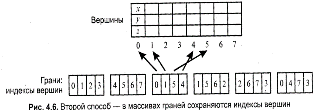 Вершины
x
y
z
0 1 2 3 4 5 6 7
Грани:
индексы вершин
0 1 2 3 4 5 6 7 0 1 5 4 1 5 6 2 2 6 7 3 0 4 7 3
Рис. 4.6. Второй способ — в массивах граней сохраняются индексы вершин